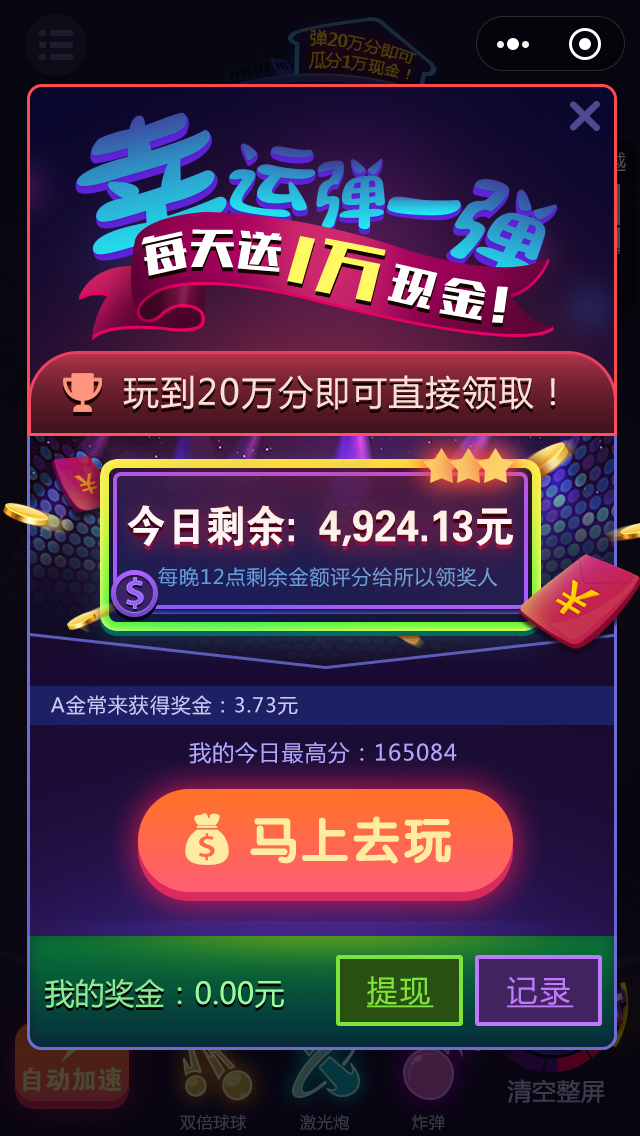 弹20万分即可
瓜分1万现金！
幸运弹一弹
每天送1万现金!
玩到20万分即可直接领取！
今日剩余: 4,924.13元
每晚12点剩余金额评分给所以领奖人
A金常来获得奖金：3.73元
我的今日最高分：165084
马上去玩
我的奖金：0.00元
提现
记录
自动加速
双倍球球
激光炮
炸弹
清空整屏